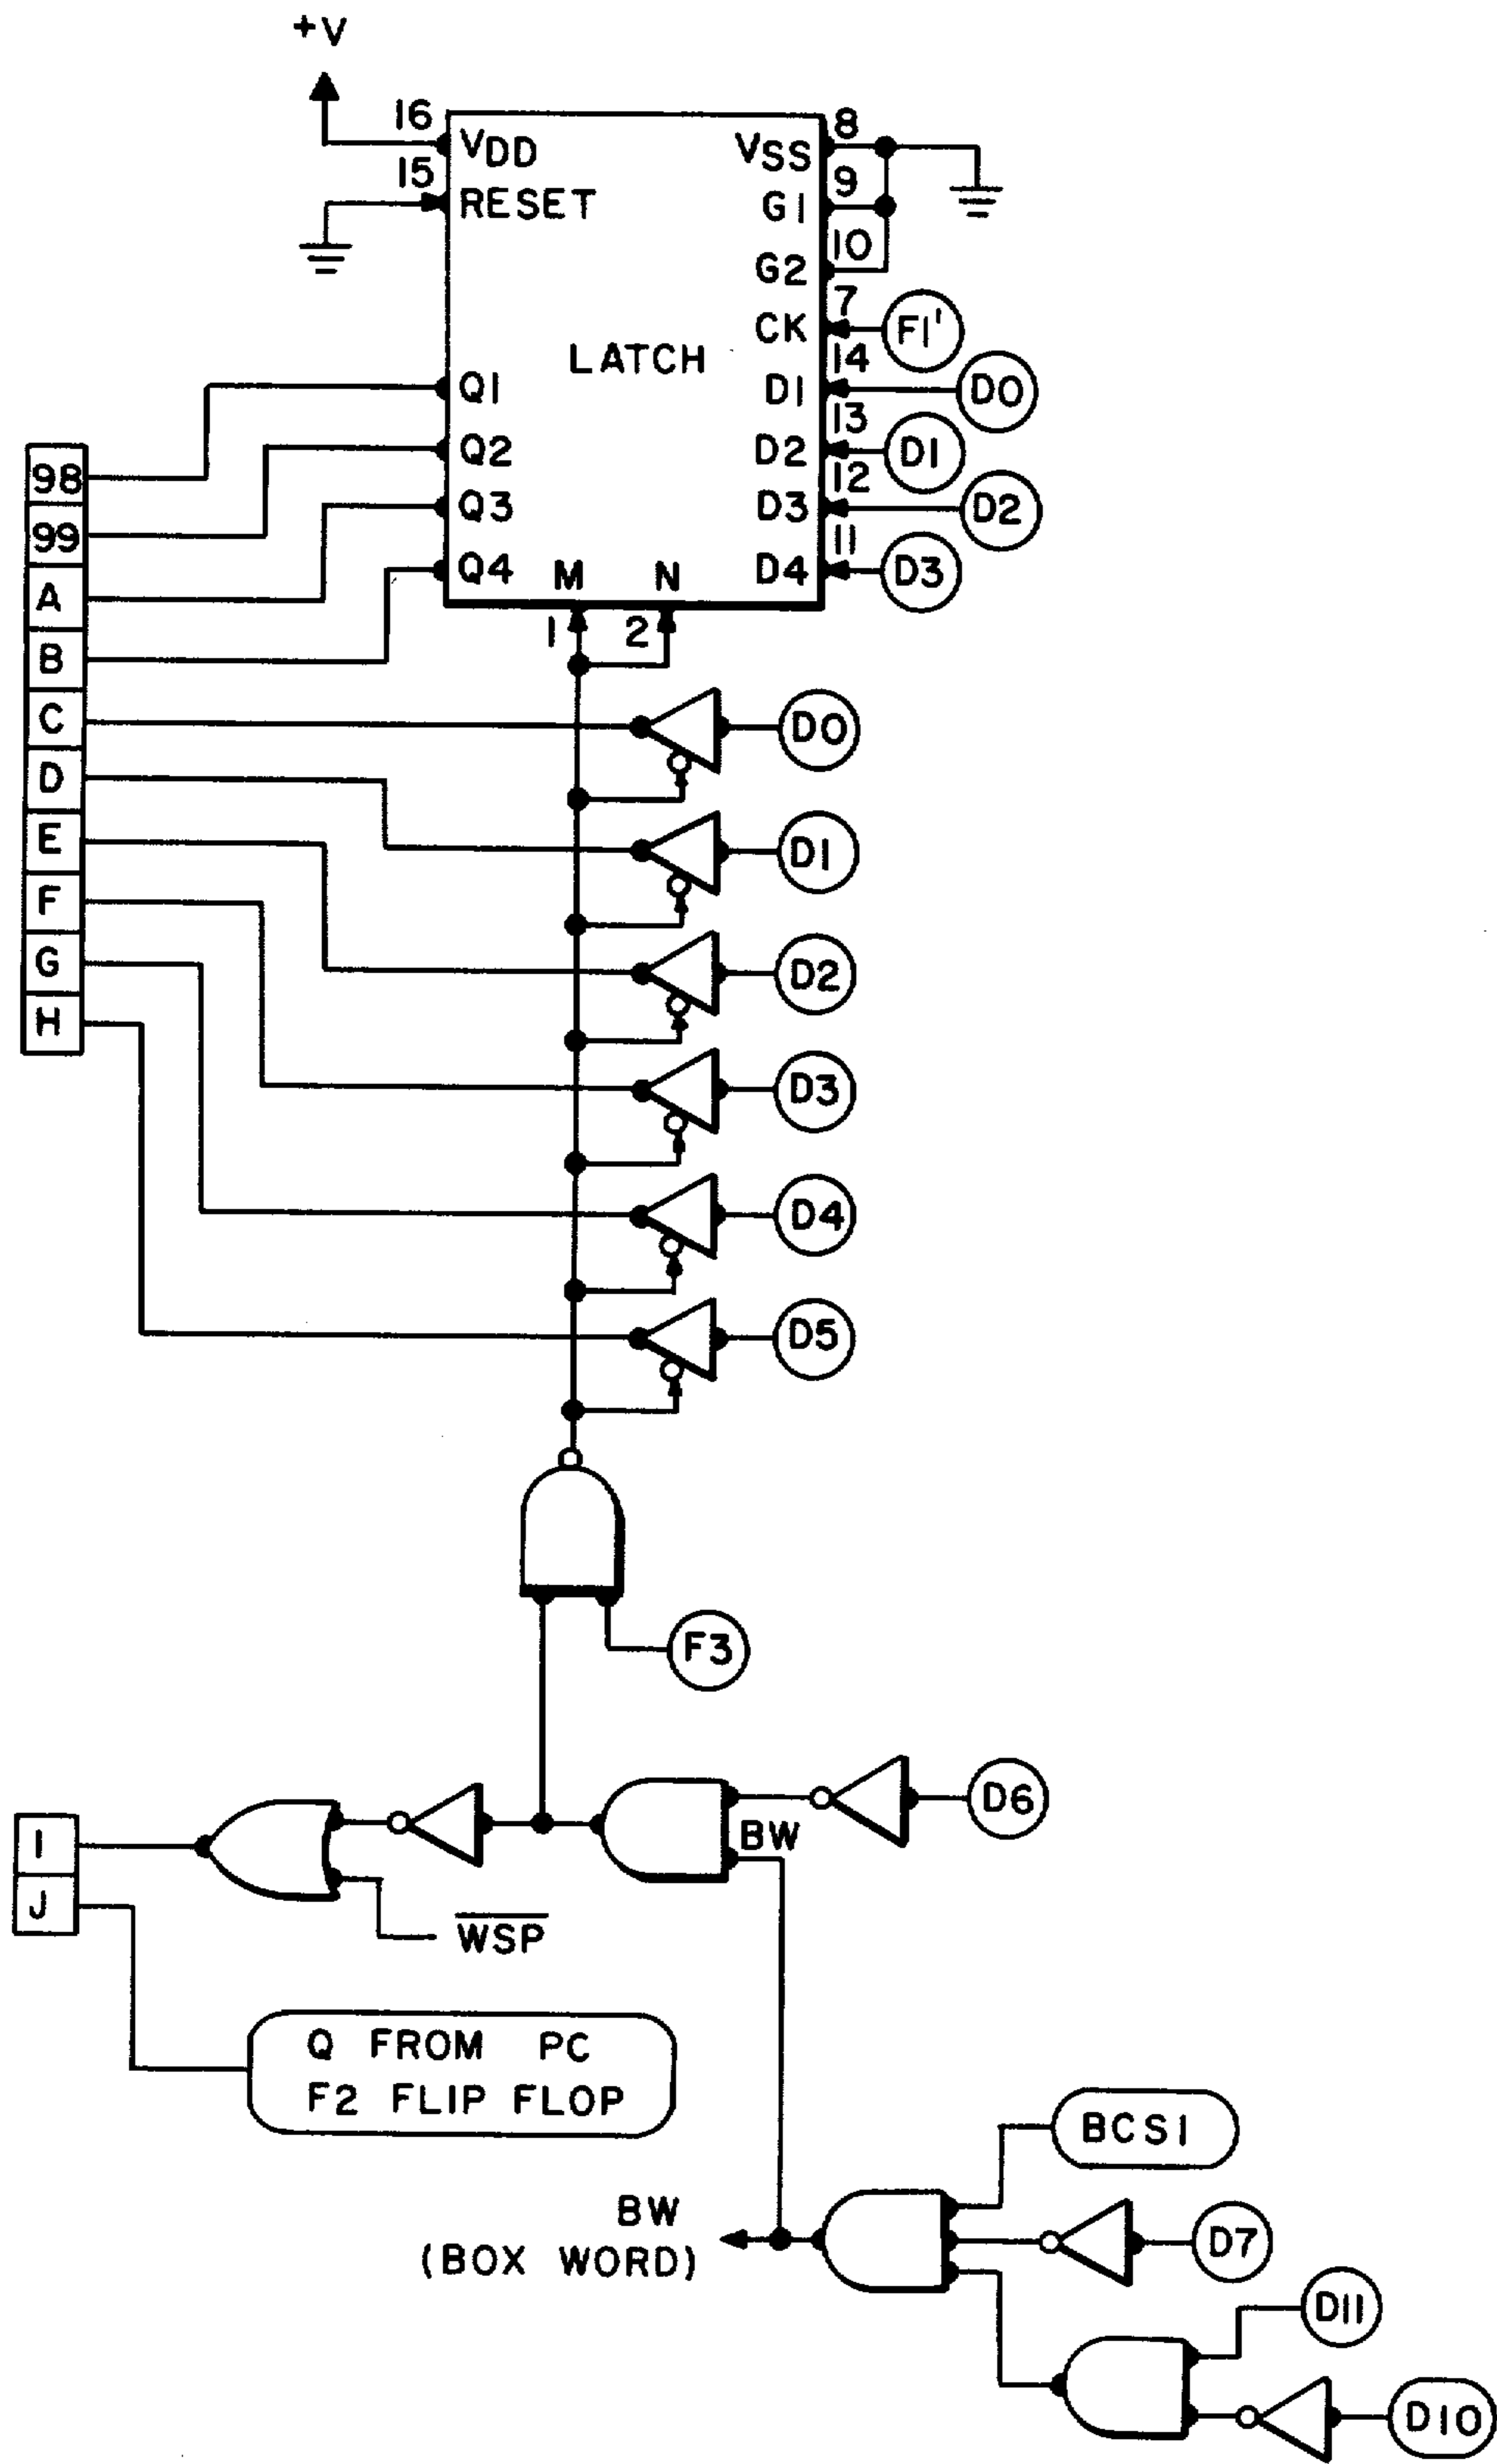 +V
16
VDD
15
RESET
VSS
8
G1
9
G2
10
CK
7
F1'
LATCH
D1
14
D0
D2
13
D1
D3
12
D2
D4
11
D3
Q1
Q2
Q3
Q4
M
N
1
2
98
99
A
B
C
D
E
F
G
H
D0
D1
D2
D3
D4
D5
F3
D6
BW
I
J
WSP
Q FROM PC
F2 FLIP FLOP
BCS1
BW
(BOX WORD)
D7
D11
D10